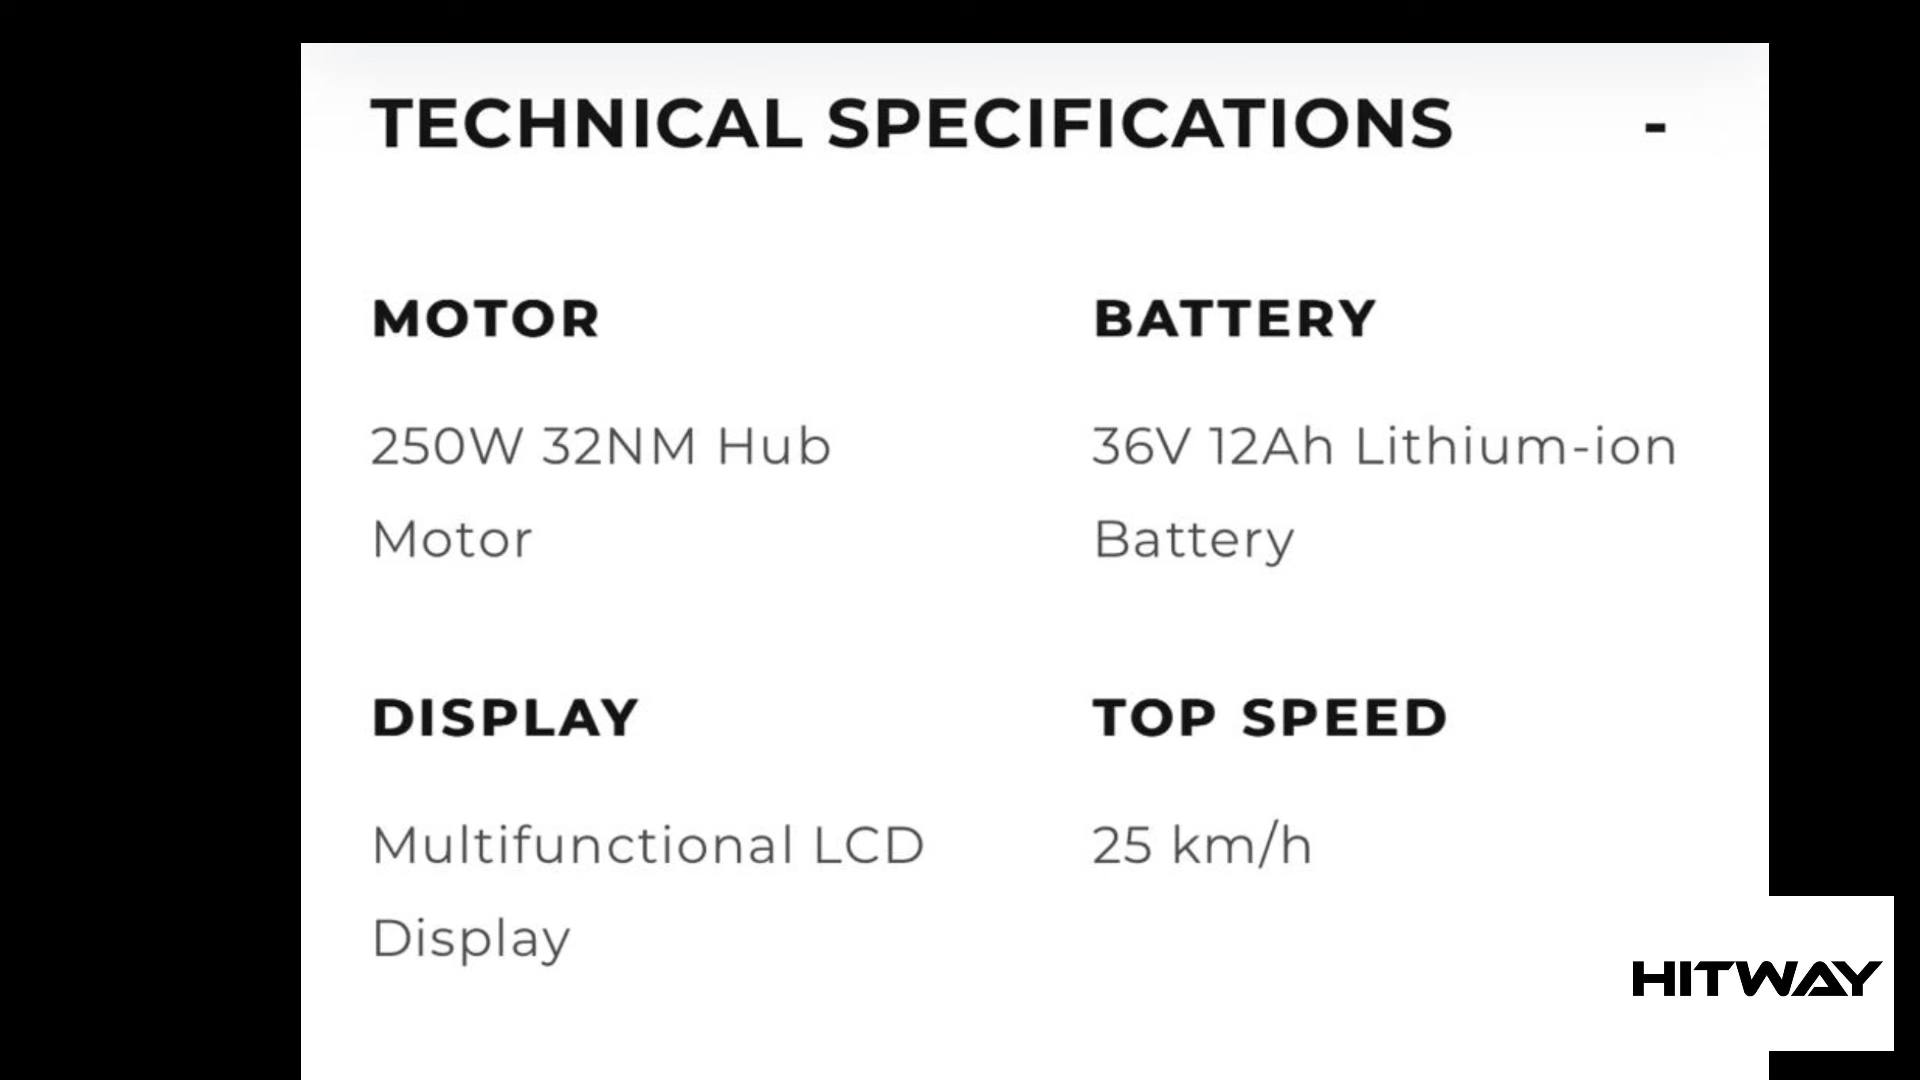 TECHNICAL SPECIFICATIONS -
MOTOR
250W 32NM Hub
Motor
BATTERY
36V 12Ah Lithium-ion
Battery
DISPLAY
Multifunctional LCD
Display
TOP SPEED
25 km/h
HITWAY